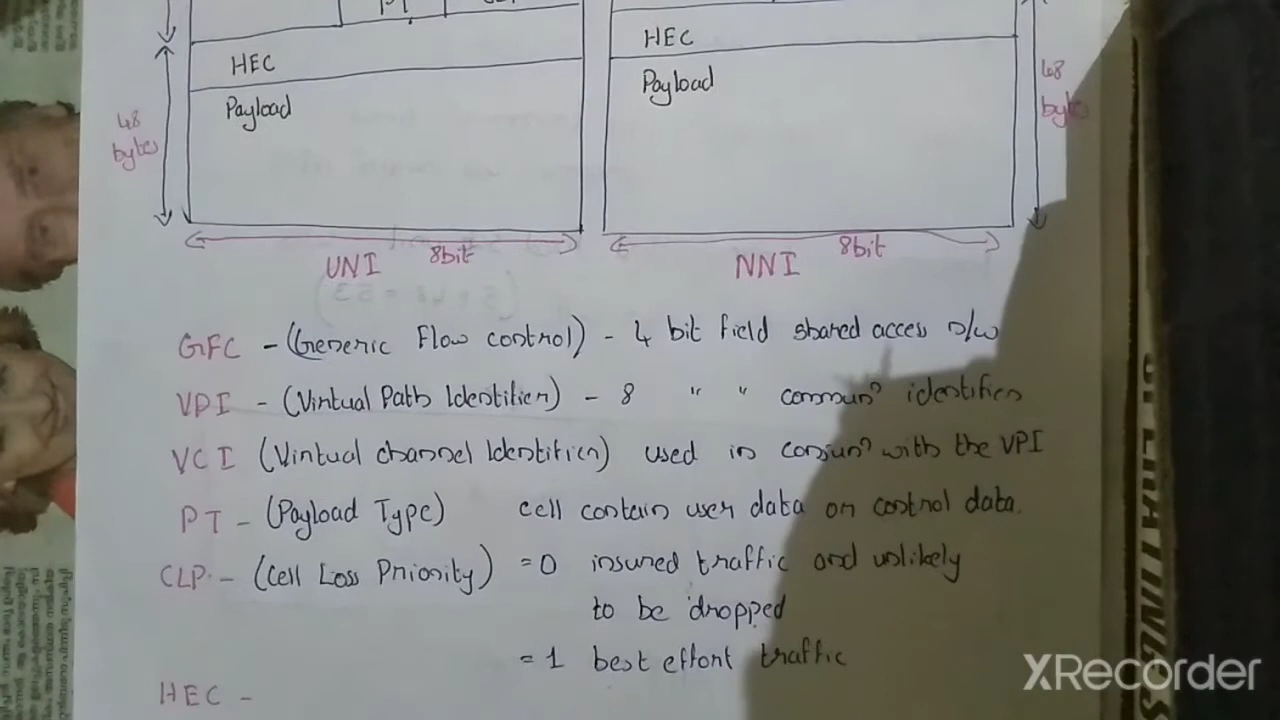 PT
HEC
HEC
Payload
Payload
48
bytes
48
bytes
8bit
8bit
UNI
NNI
GFC - (Generic Flow control) - 4 bit field shared access n/w
VPI - (Virtual Path Identifier) - 8 " " commun? identifier
VCI (Virtual channel Identifier) used in conjun? with the VPI
PT - (Payload Type) cell contain user data or control data.
CLP - (Cell Loss Priority) = 0 insured traffic and unlikely
to be dropped
= 1 best effort traffic
HEC -
XRecorder